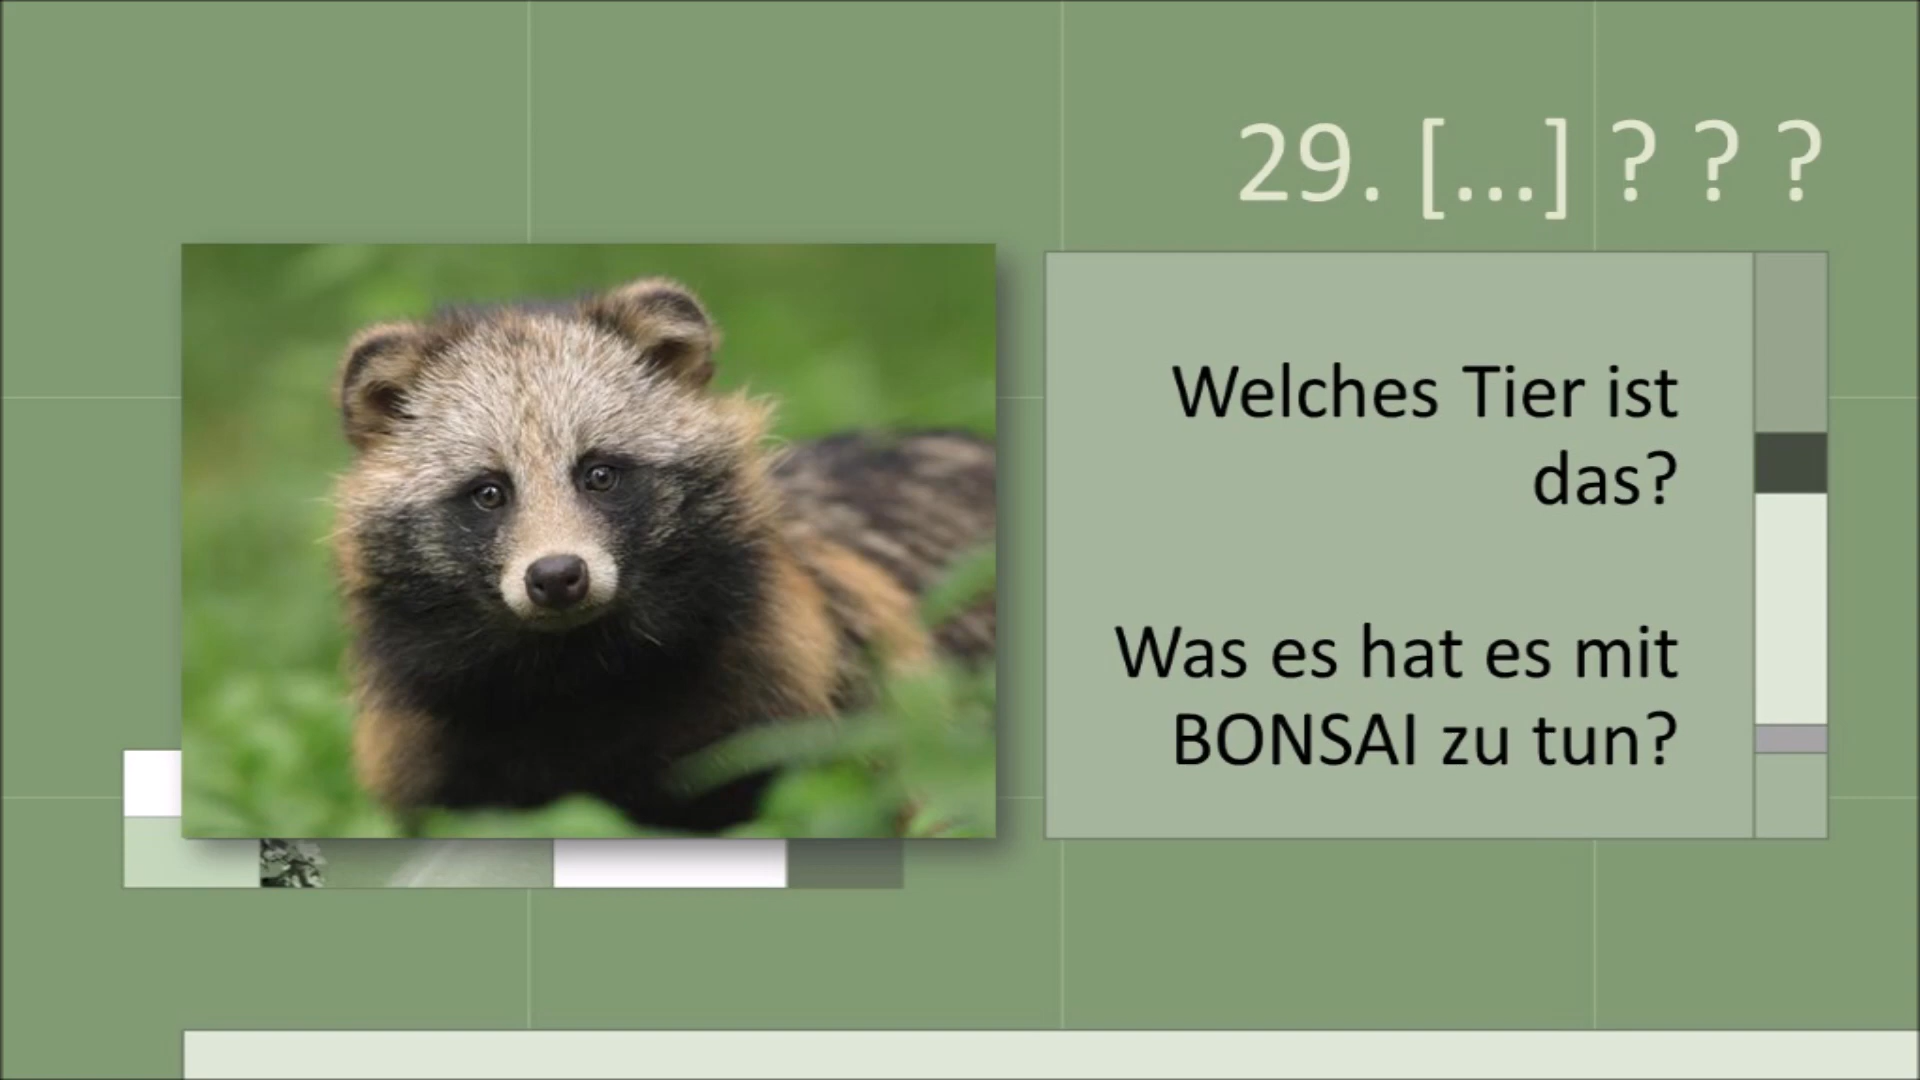 29. [...] ? ? ?
Welches Tier ist
das?
Was es hat es mit
BONSAI zu tun?